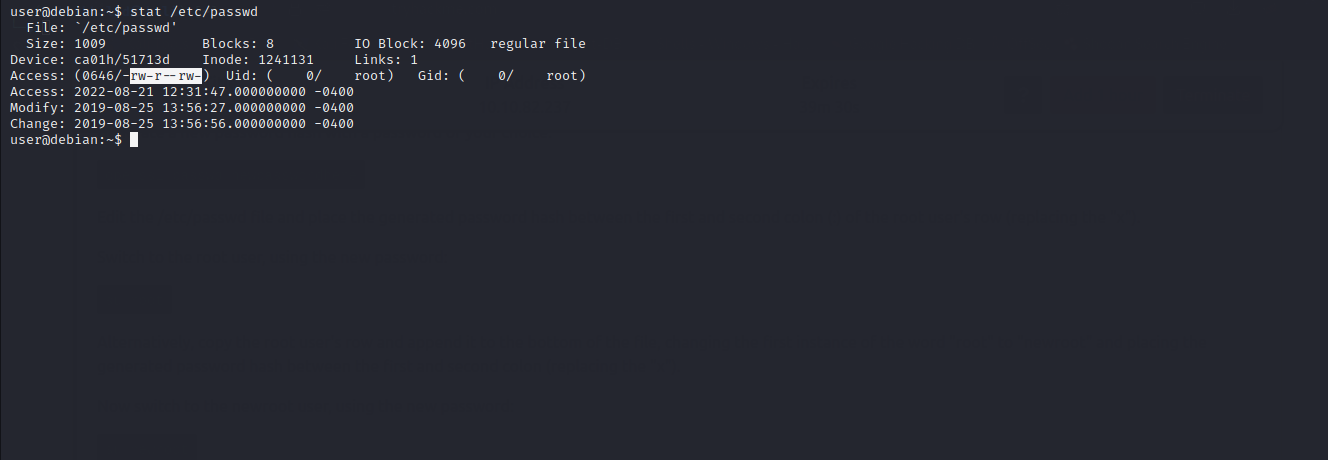 user@debian:~$ stat /etc/passwd
  File: `/etc/passwd'
  Size: 1009            Blocks: 8          IO Block: 4096   regular file
Device: ca01h/51713d    Inode: 1241131     Links: 1
Access: (0646/-rw-r--rw-)  Uid: (    0/    root)   Gid: (    0/    root)
Access: 2022-08-21 12:31:47.000000000 -0400
Modify: 2019-08-25 13:56:27.000000000 -0400
Change: 2019-08-25 13:56:56.000000000 -0400
user@debian:~$